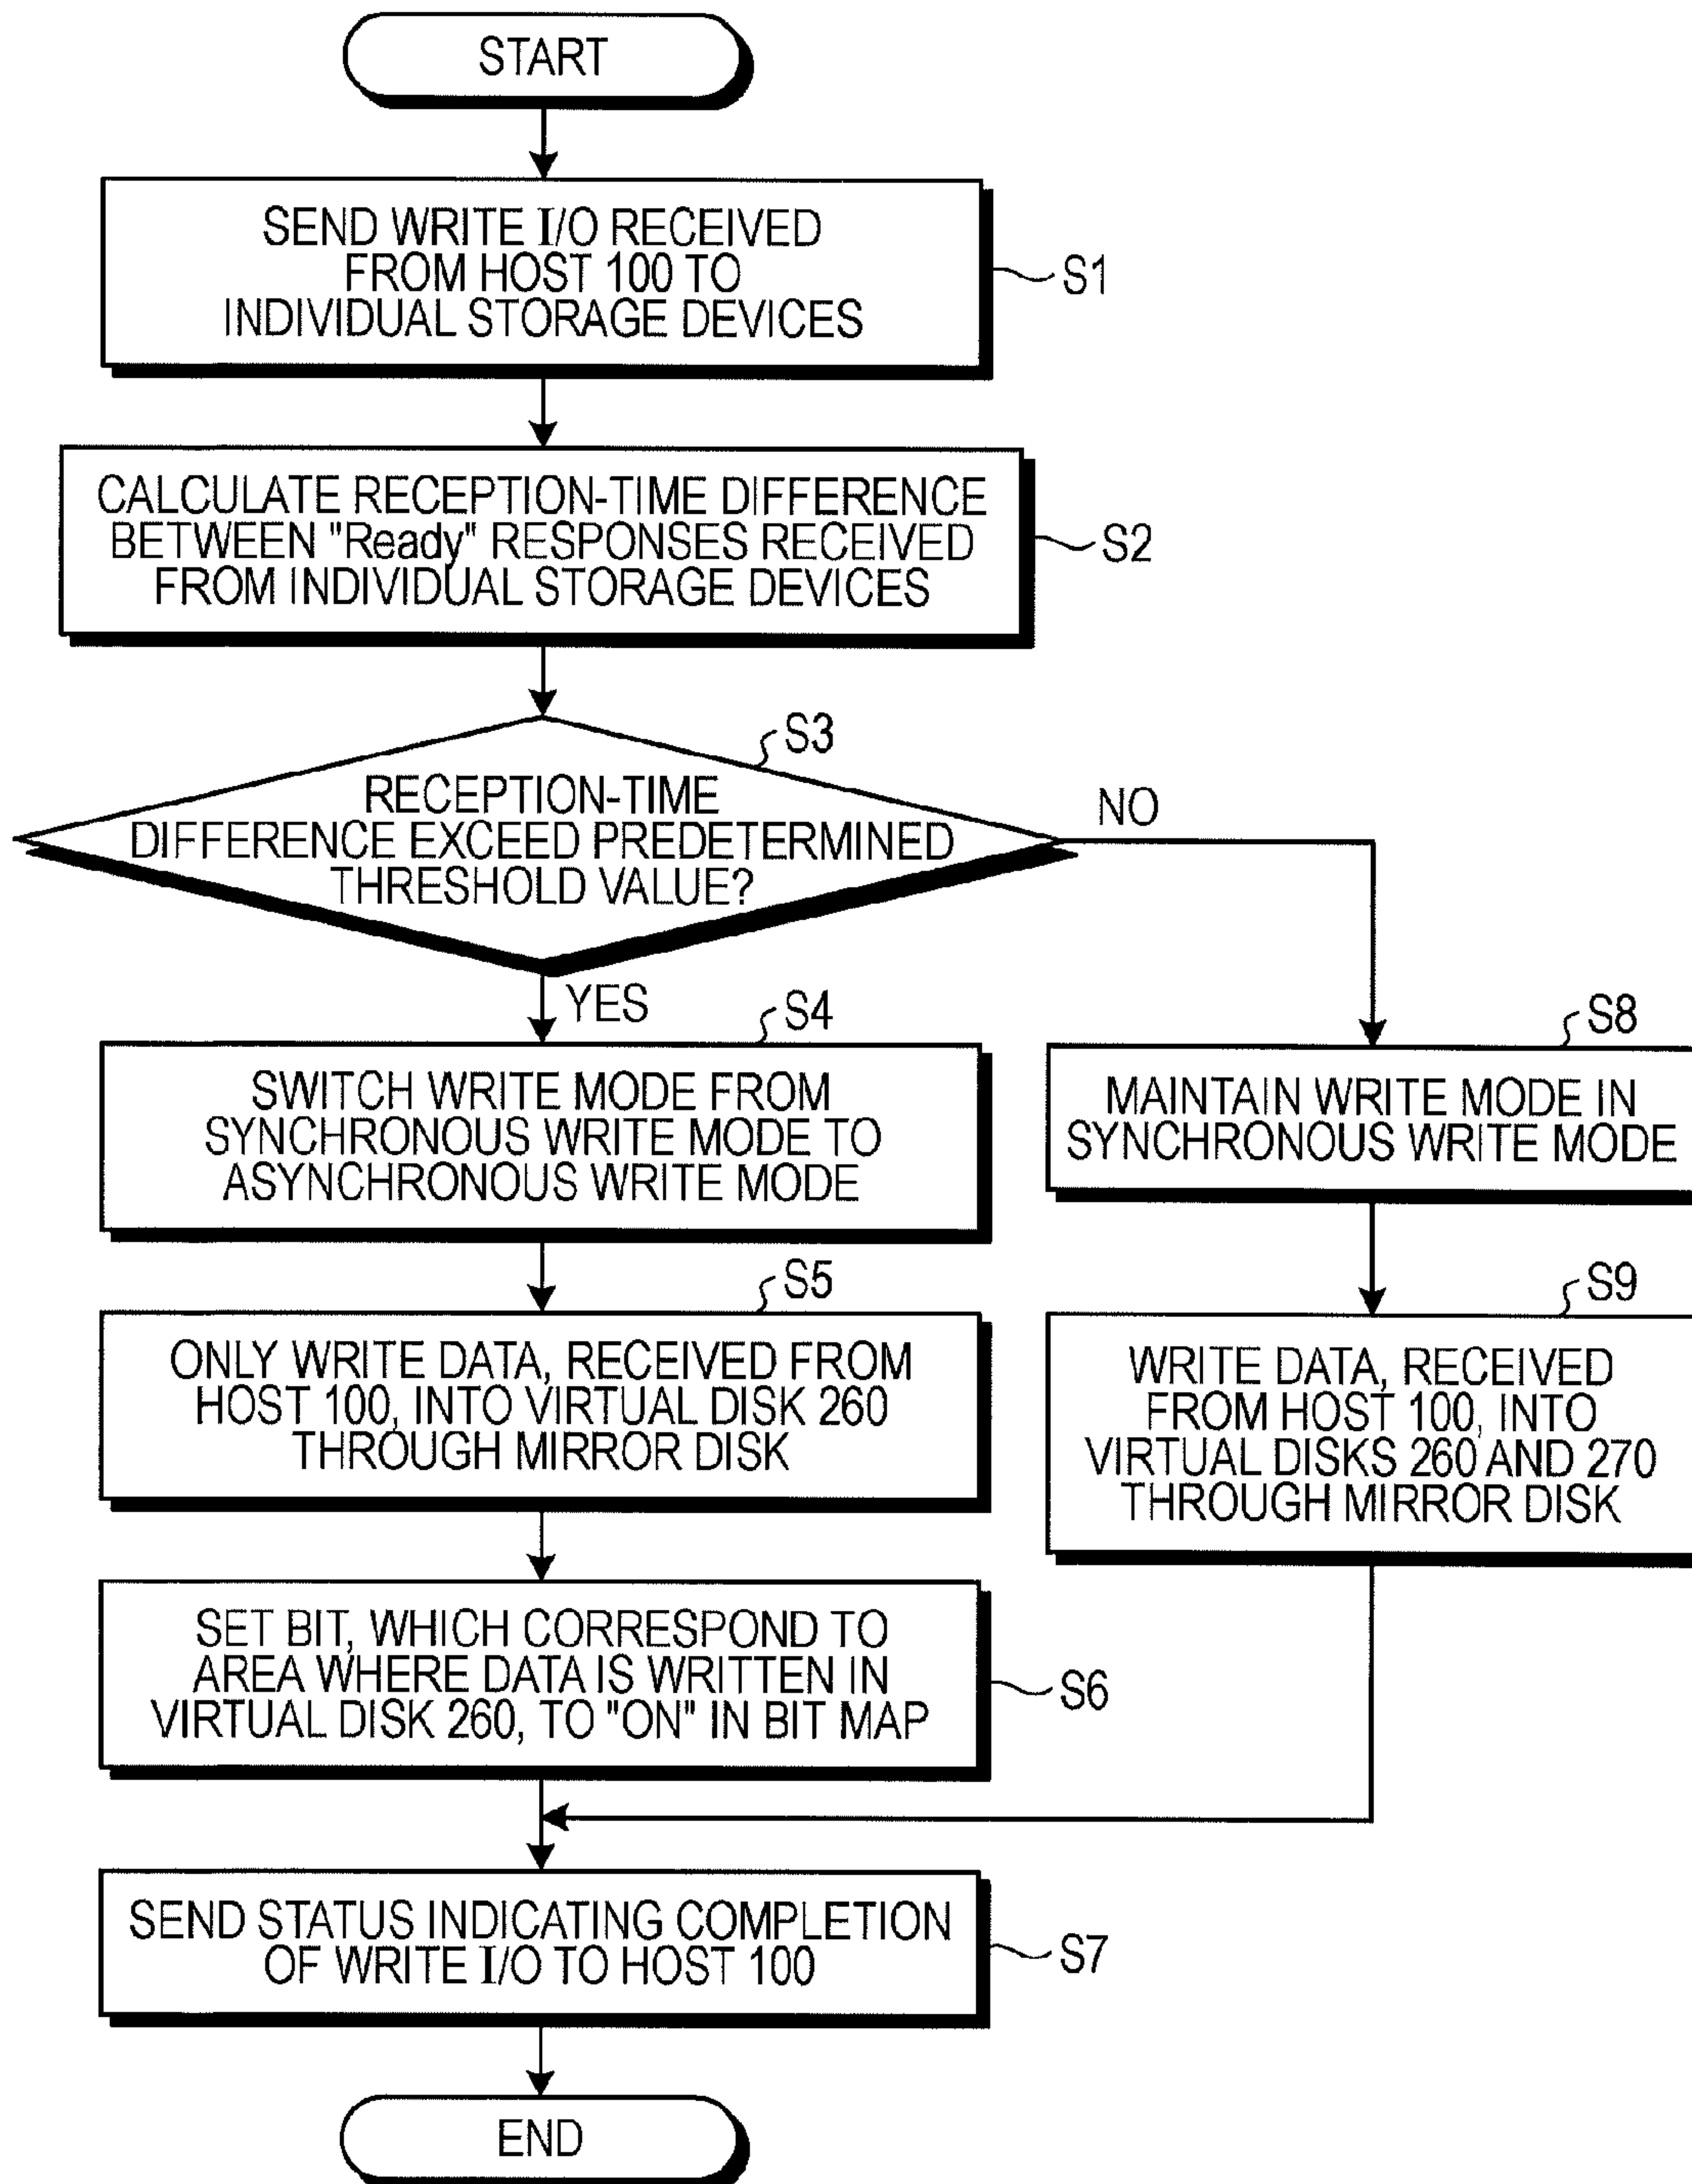 START
SEND WRITE I/O RECEIVED
FROM HOST 100 TO
INDIVIDUAL STORAGE DEVICES
S1
CALCULATE RECEPTION-TIME DIFFERENCE
BETWEEN "Ready" RESPONSES RECEIVED
FROM INDIVIDUAL STORAGE DEVICES
S2
S3
RECEPTION-TIME
DIFFERENCE EXCEED PREDETERMINED
THRESHOLD VALUE?
NO
YES
S4
SWITCH WRITE MODE FROM
SYNCHRONOUS WRITE MODE TO
ASYNCHRONOUS WRITE MODE
S5
ONLY WRITE DATA, RECEIVED FROM
HOST 100, INTO VIRTUAL DISK 260
THROUGH MIRROR DISK
SET BIT, WHICH CORRESPOND TO
AREA WHERE DATA IS WRITTEN IN
VIRTUAL DISK 260, TO "ON" IN BIT MAP
S6
S8
MAINTAIN WRITE MODE IN
SYNCHRONOUS WRITE MODE
S9
WRITE DATA, RECEIVED
FROM HOST 100, INTO
VIRTUAL DISKS 260 AND 270
THROUGH MIRROR DISK
SEND STATUS INDICATING COMPLETION
OF WRITE I/O TO HOST 100
S7
END